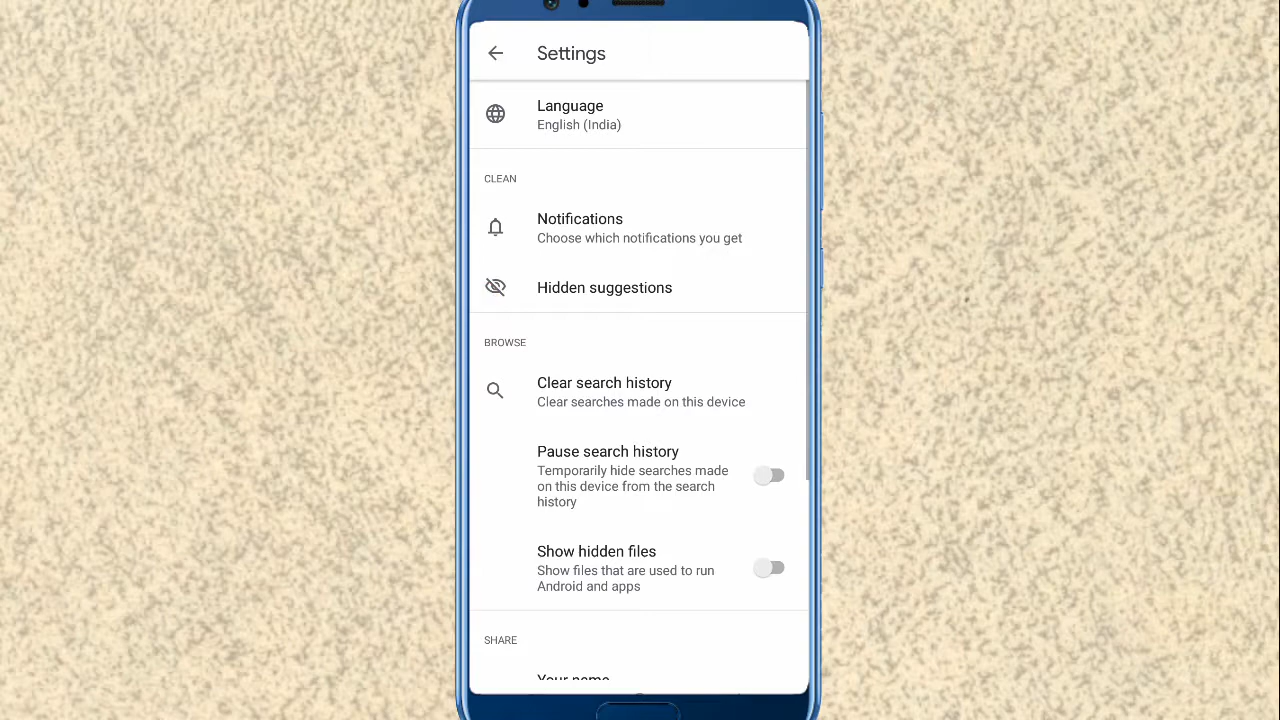 Settings
Language
English (India)
CLEAN
Notifications
Choose which notifications you get
Hidden suggestions
BROWSE
Clear search history
Clear searches made on this device
Pause search history
Temporarily hide searches made
on this device from the search
history
Show hidden files
Show files that are used to run
Android and apps
SHARE
Your name